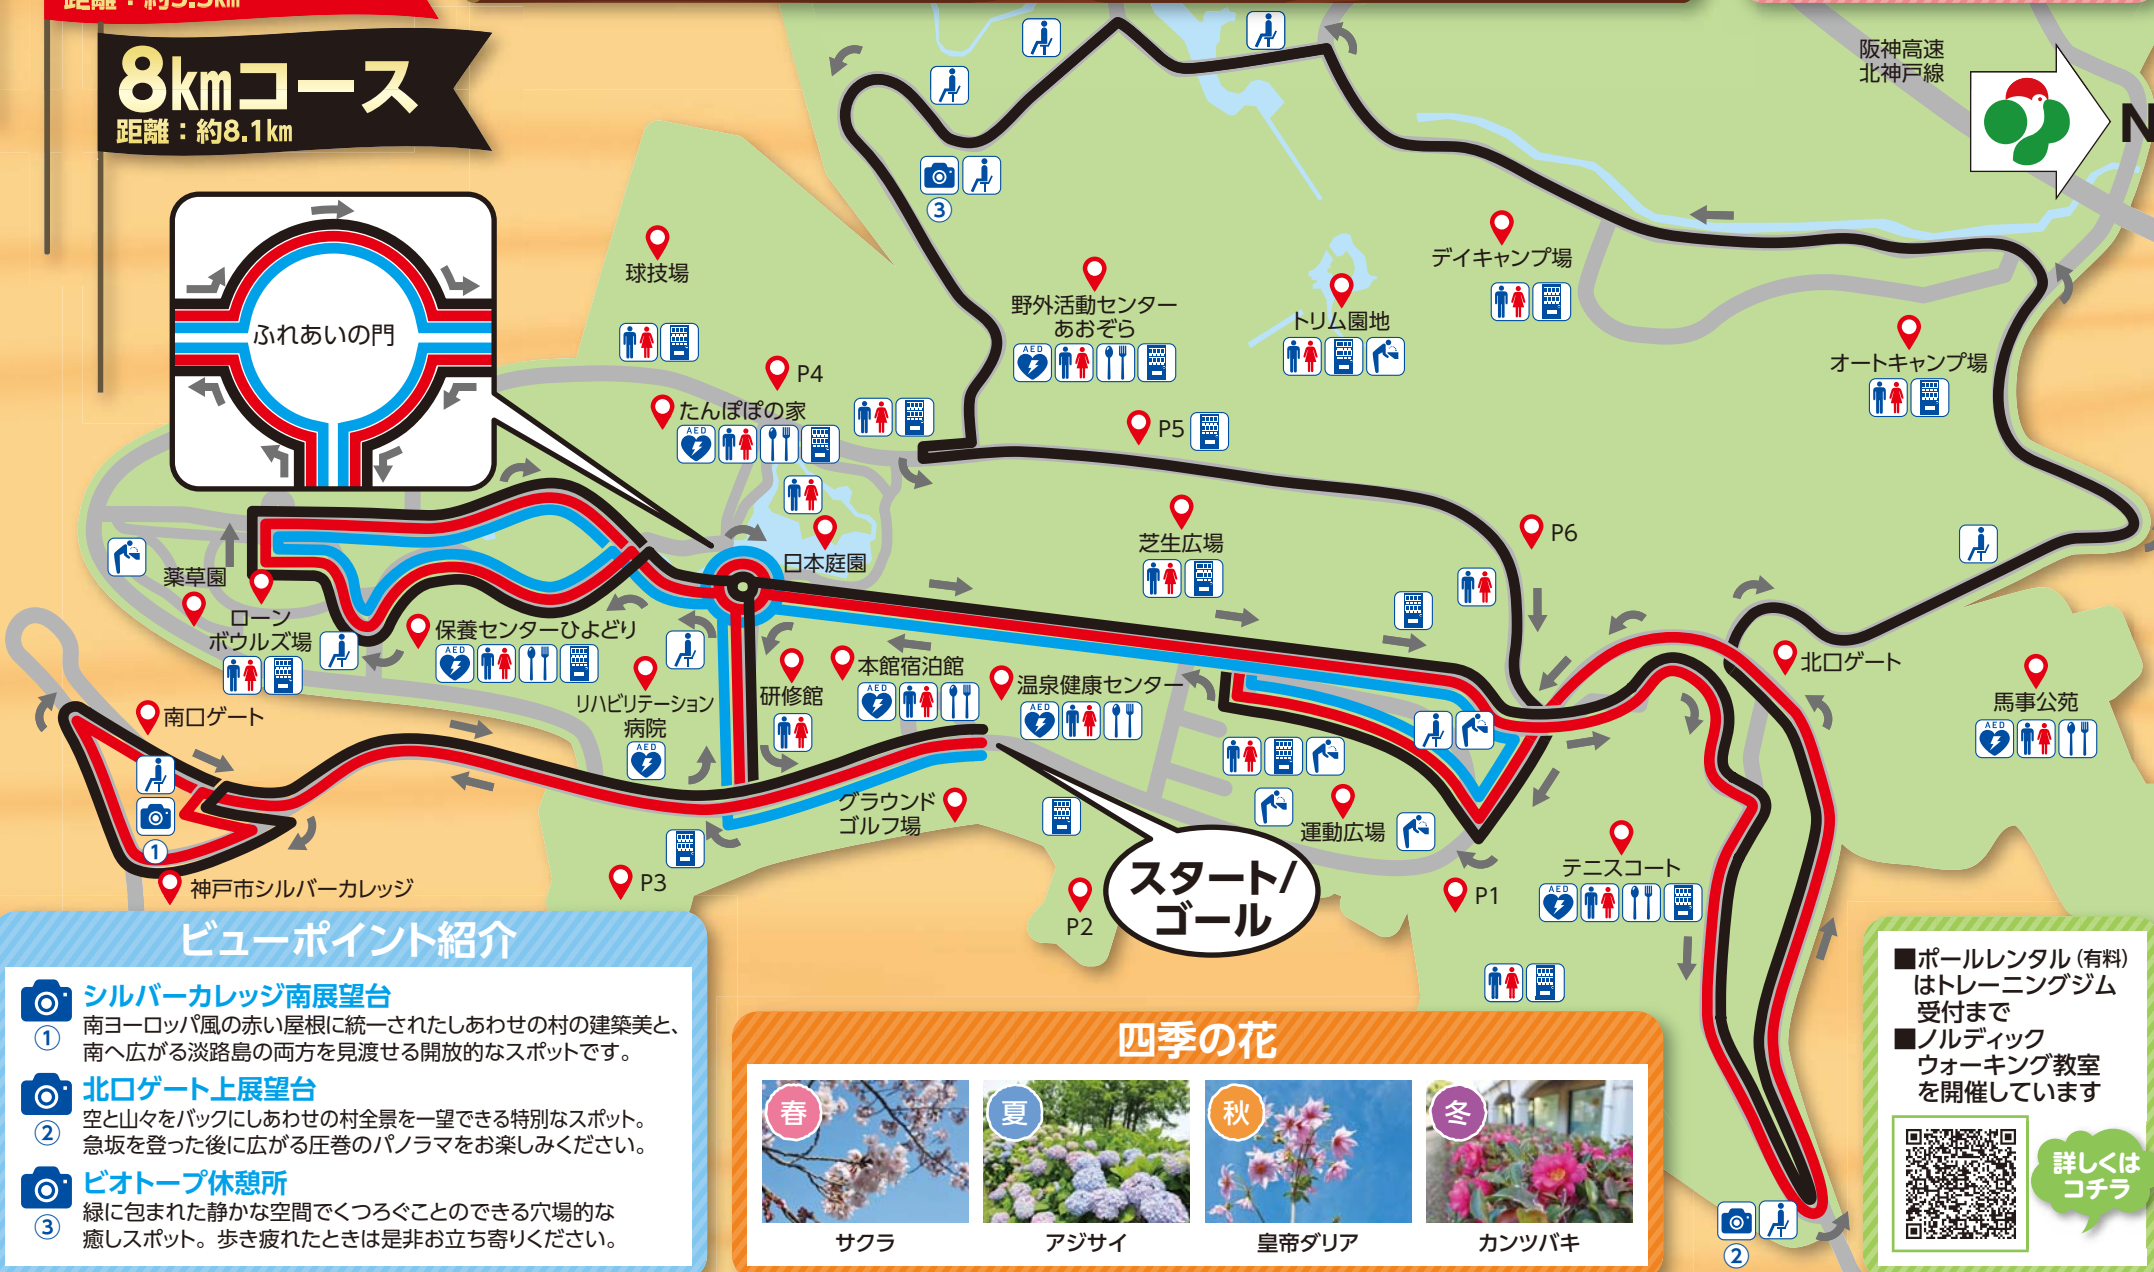 距離：約5.5km
8kmコース
距離：約8.1km
阪神高速
北神戸線
N
ふれあいの門
球技場
P4
たんぽぽの家
AED
野外活動センター
あおぞら
AED
トリム園地
デイキャンプ場
オートキャンプ場
P5
P6
日本庭園
芝生広場
薬草園
ローン
ボウルズ場
保養センターひよどり
AED
リハビリテーション
病院
AED
研修館
本館宿泊館
AED
温泉健康センター
AED
北口ゲート
馬事公苑
AED
南口ゲート
①
神戸市シルバーカレッジ
グラウンド
ゴルフ場
運動広場
テニスコート
AED
P3
P2
P1
スタート/
ゴール
③
②
ビューポイント紹介
シルバーカレッジ南展望台
①
南ヨーロッパ風の赤い屋根に統一されたしあわせの村の建築美と、
南へ広がる淡路島の両方を見渡せる開放的なスポットです。
北口ゲート上展望台
②
空と山々をバックにしあわせの村全景を一望できる特別なスポット。
急坂を登った後に広がる圧巻のパノラマをお楽しみください。
ビオトープ休憩所
③
緑に包まれた静かな空間でくつろぐことのできる穴場的な
癒しスポット。歩き疲れたときは是非お立ち寄りください。
四季の花
春
夏
秋
冬
サクラ
アジサイ
皇帝ダリア
カンツバキ
■ポールレンタル（有料）
はトレーニングジム
受付まで
■ノルディック
ウォーキング教室
を開催しています
詳しくは
コチラ